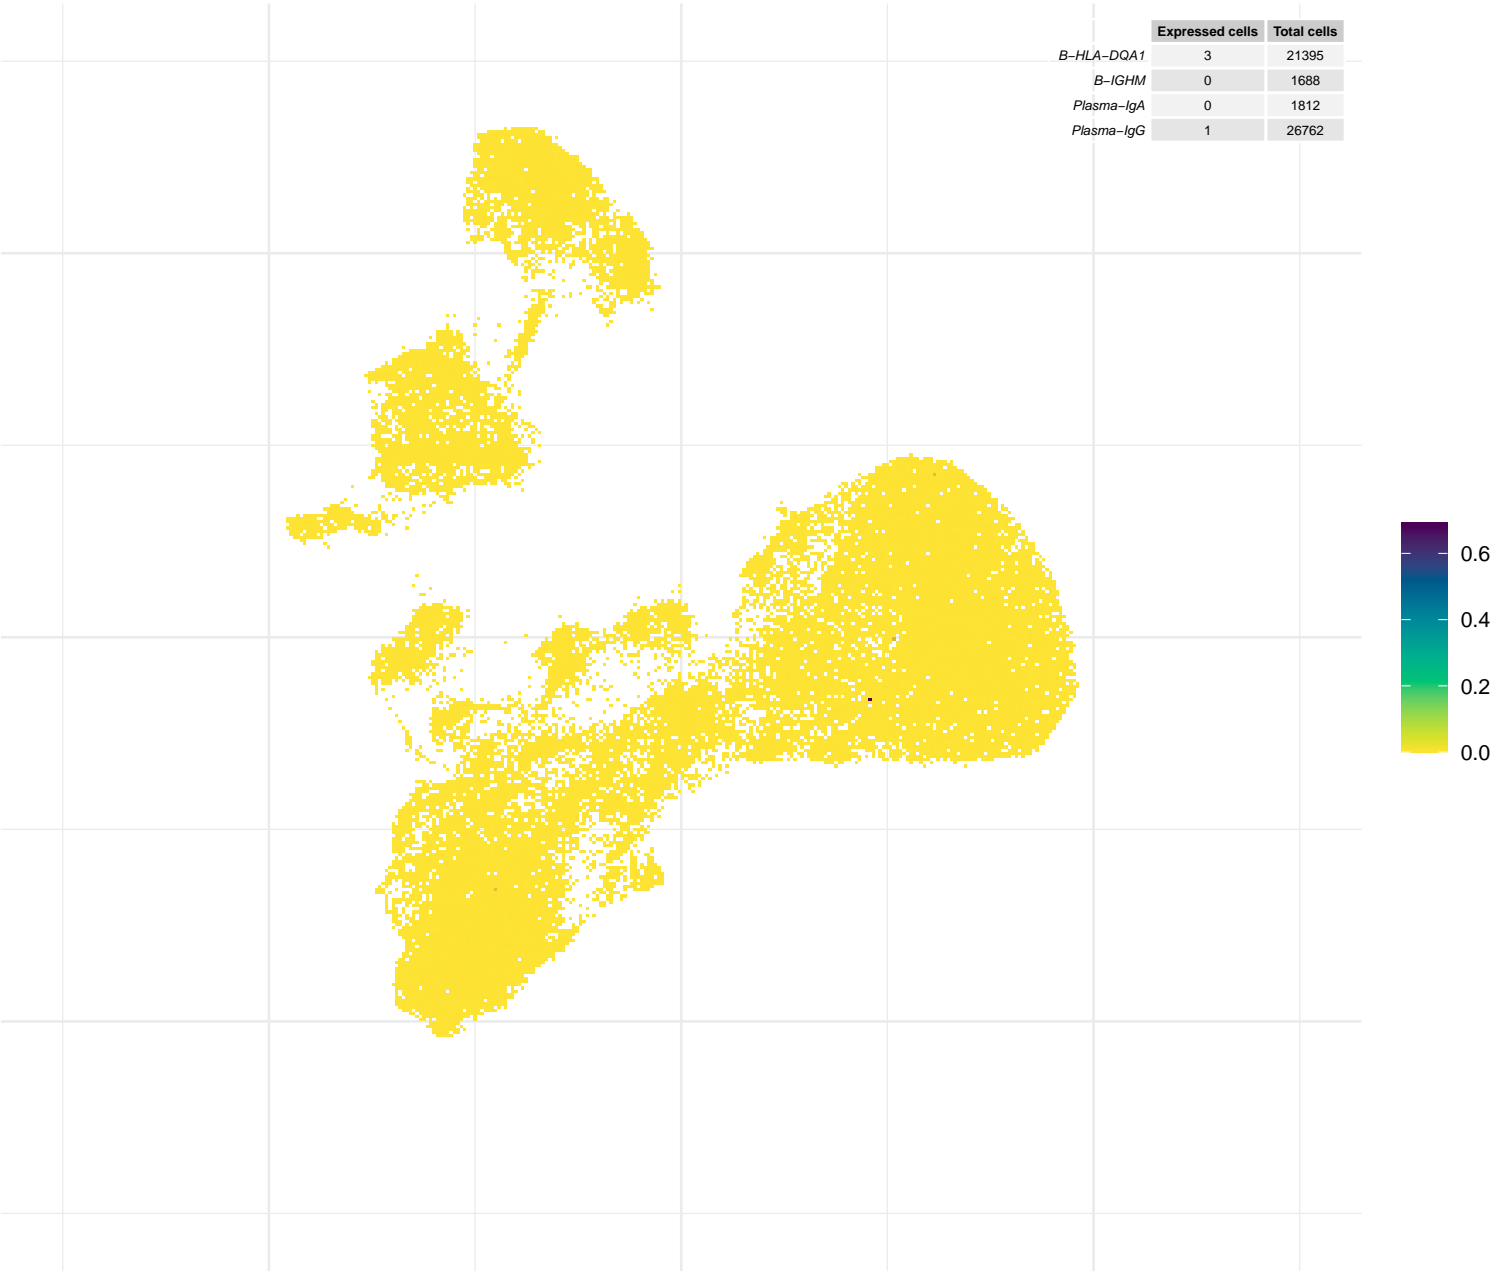 Expressed cells Total cells
B-HLA-DQA1 3 21395
B-IGHM 0 1688
Plasma-IgA 0 1812
Plasma-IgG 1 26762
0.6
0.4
0.2
0.0